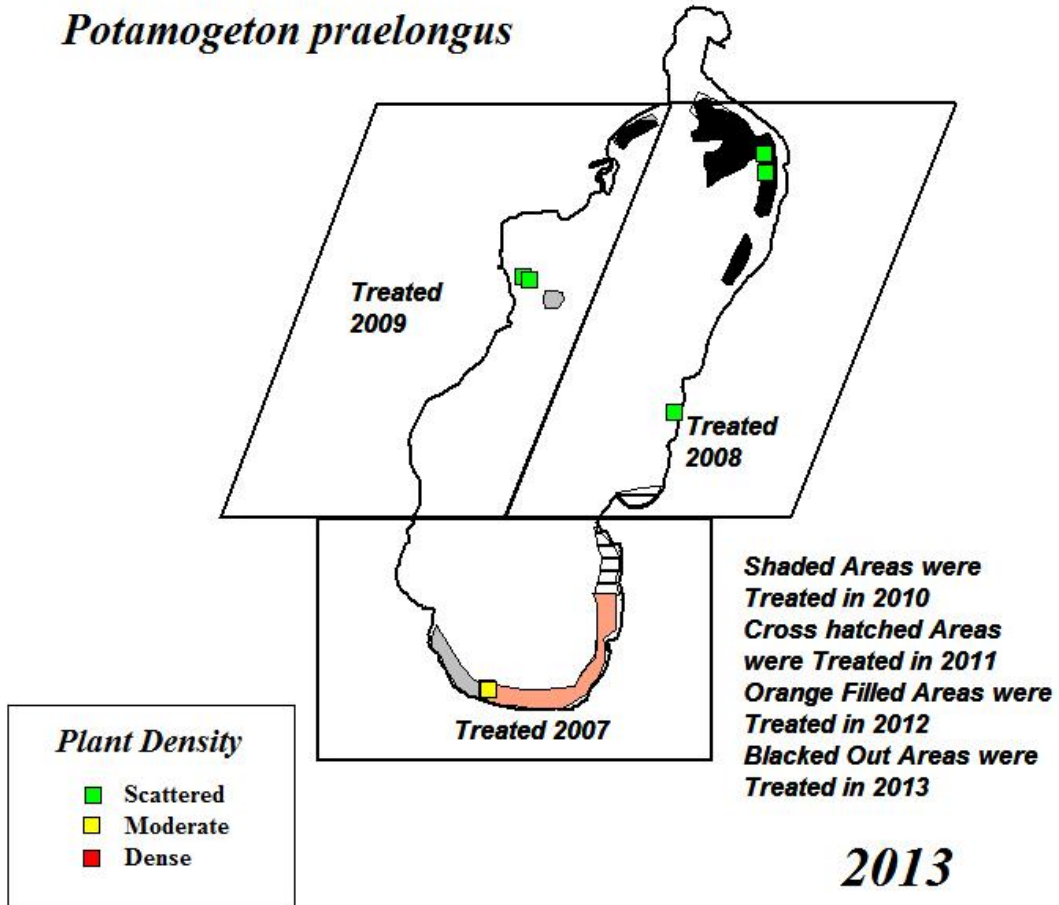 Potamogeton praelongus
Treated
2009
Treated
2008
Shaded Areas were
Treated in 2010
Cross hatched Areas
were Treated in 2011
Orange Filled Areas were
Treated in 2012
Blacked Out Areas were
Treated in 2013
Treated 2007
Plant Density
Scattered
Moderate
Dense
2013